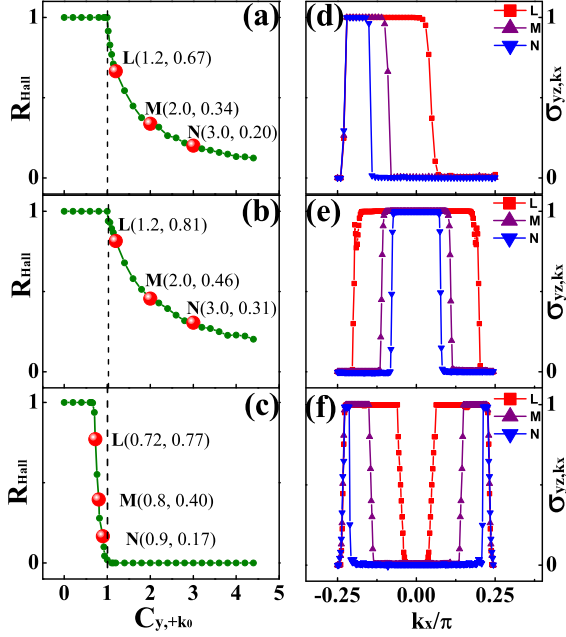 (a)
1
L(1.2, 0.67)
M(2.0, 0.34)
N(3.0, 0.20)
R_Hall
0
(d)
L
M
N
1
σ_yz,kx
0
(b)
1
L(1.2, 0.81)
M(2.0, 0.46)
N(3.0, 0.31)
R_Hall
0
(e)
L
M
N
1
σ_yz,kx
0
(c)
1
L(0.72, 0.77)
M(0.8, 0.40)
N(0.9, 0.17)
R_Hall
0
0 1 2 3 4 5
C_y,+k₀
(f)
L
M
N
1
σ_yz,kx
0
-0.25 0.00 0.25
k_x/π